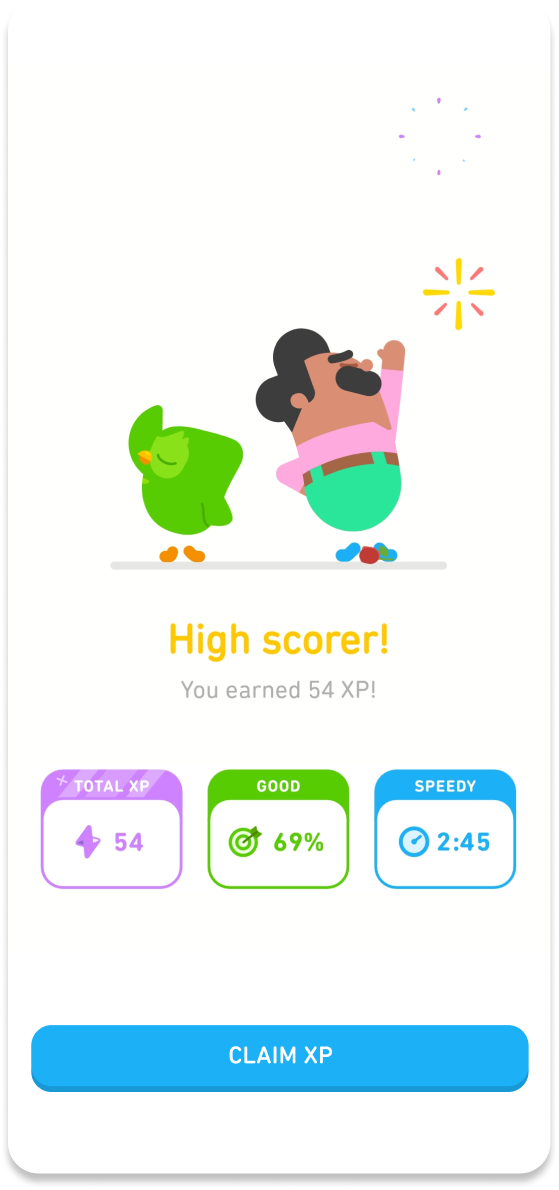 High scorer!
You earned 54 XP!
TOTAL XP
GOOD
SPEEDY
54
69%
2:45
CLAIM XP